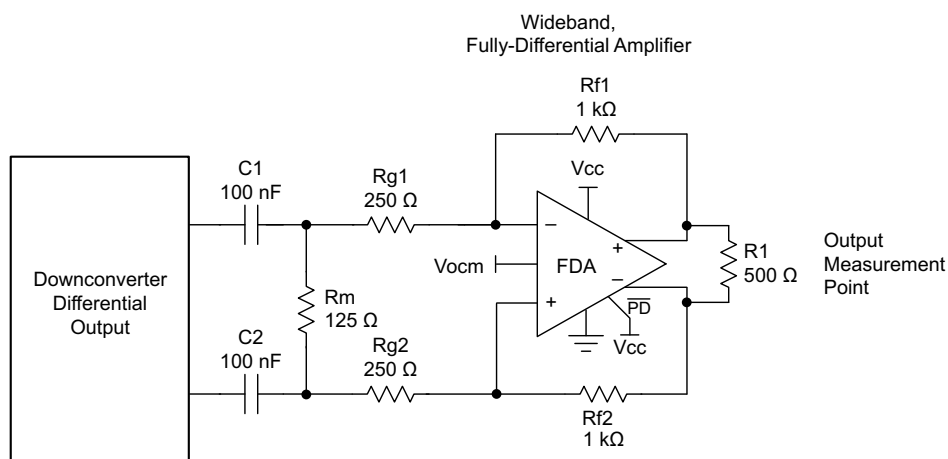 Wideband,
Fully-Differential Amplifier
Rf1
1 kΩ
C1
100 nF
Rg1
250 Ω
Vcc
Downconverter
Differential
Output
Rm
125 Ω
Vocm
−
+
FDA
+
−
PD
Vcc
R1
500 Ω
Output
Measurement
Point
C2
100 nF
Rg2
250 Ω
Rf2
1 kΩ